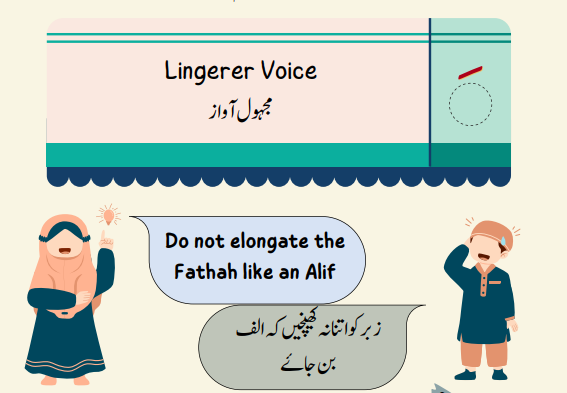 Lingerer Voice
مجہول آواز
Do not elongate the
Fathah like an Alif
زبر کو اتنا نہ کھینچیں کہ الف
بن جائے